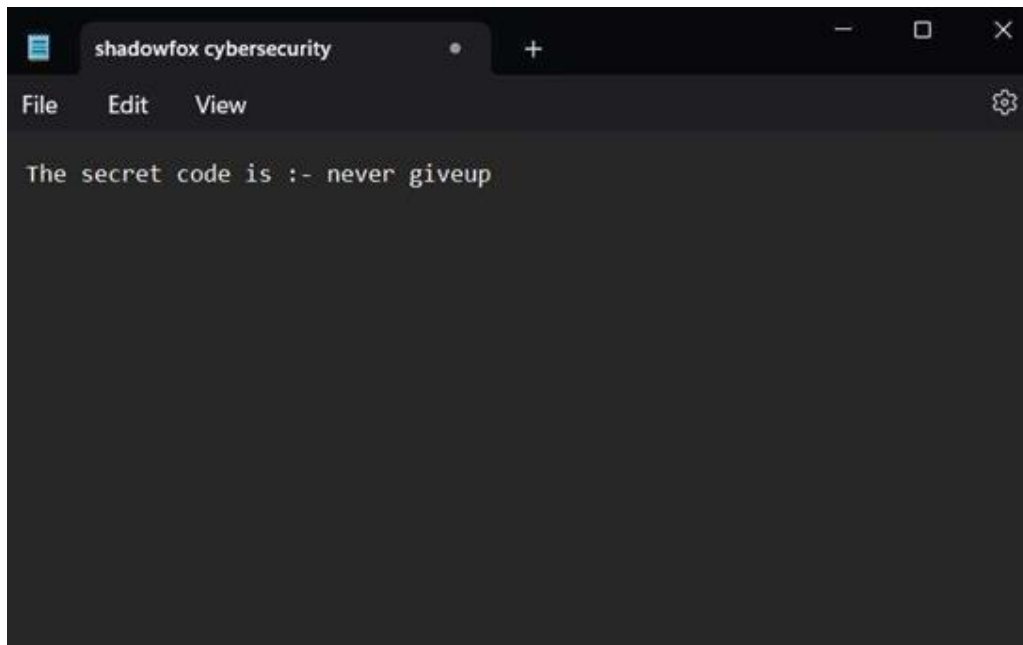 shadowfox cybersecurity
File Edit View
The secret code is :- never giveup